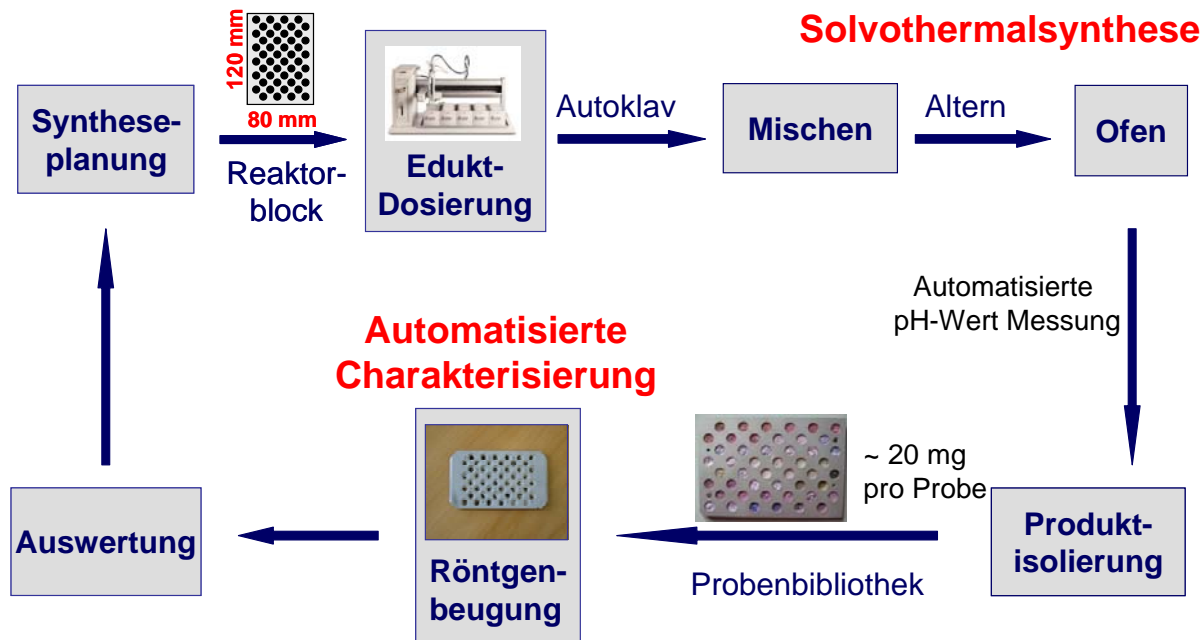 Solvothermalsynthese
120 mm
80 mm
Synthese-
planung
Reaktor-
block
Edukt-
Dosierung
Autoklav
Mischen
Altern
Ofen
Automatisierte
pH-Wert Messung
Automatisierte
Charakterisierung
~ 20 mg
pro Probe
Produkt-
isolierung
Probenbibliothek
Röntgen-
beugung
Auswertung